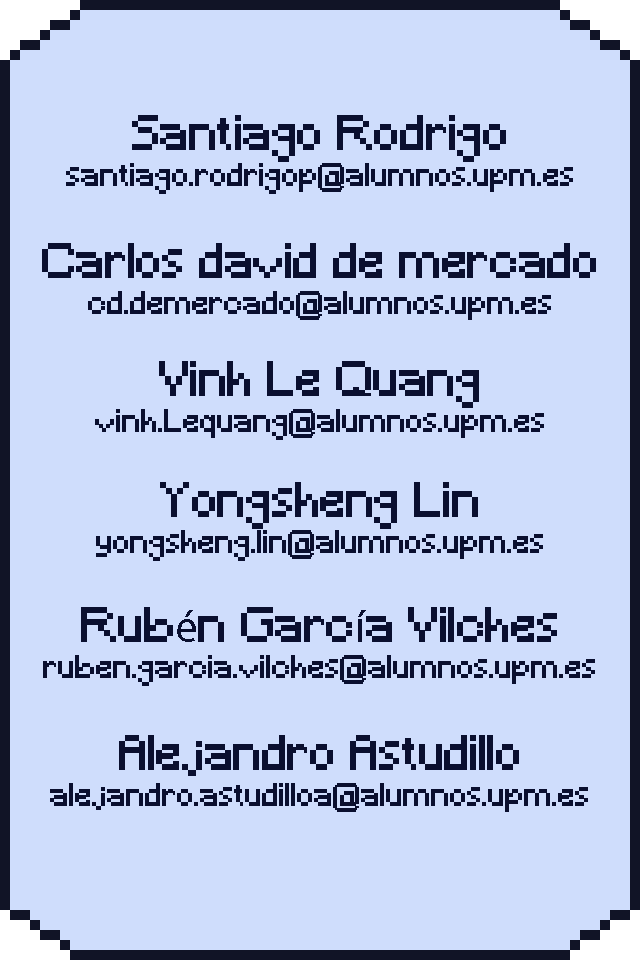 Santiago Rodrigo
santiago.rodrigop@alumnos.upm.es
Carlos david de mercado
cd.demercado@alumnos.upm.es
Vinh Le Quang
vinh.Lequang@alumnos.upm.es
Yongsheng Lin
yongsheng.lin@alumnos.upm.es
Rubén García Vilches
ruben.garcia.vilches@alumnos.upm.es
Alejandro Astudillo
alejandro.astudilloa@alumnos.upm.es